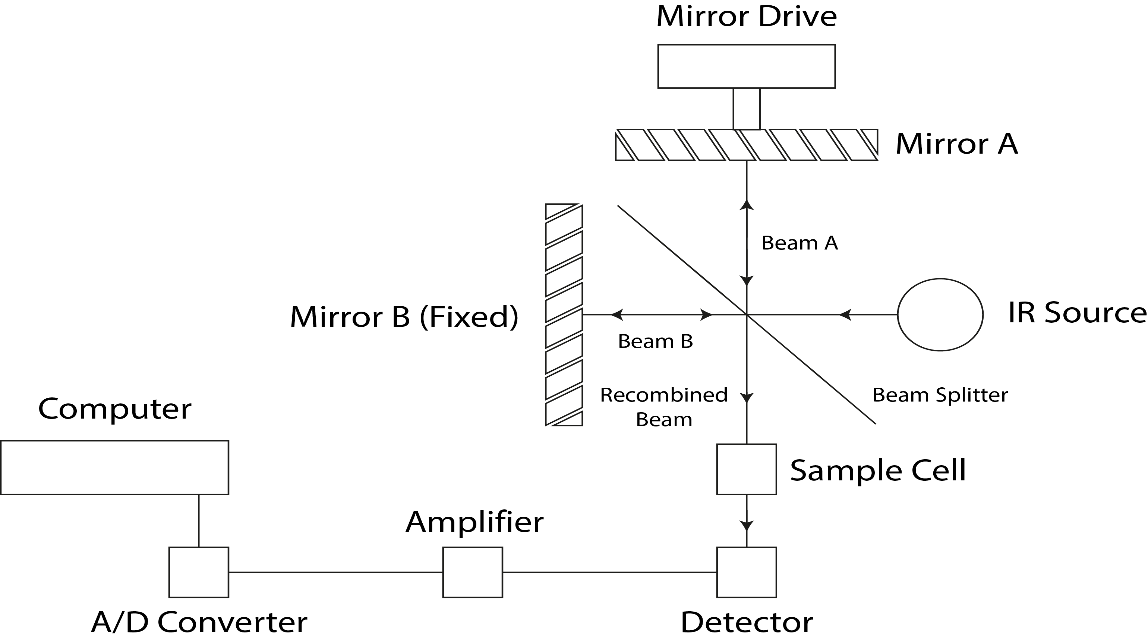 Mirror Drive
Mirror A
Beam A
Mirror B (Fixed)
IR Source
Beam B
Recombined
Beam
Beam Splitter
Computer
Sample Cell
Amplifier
A/D Converter
Detector